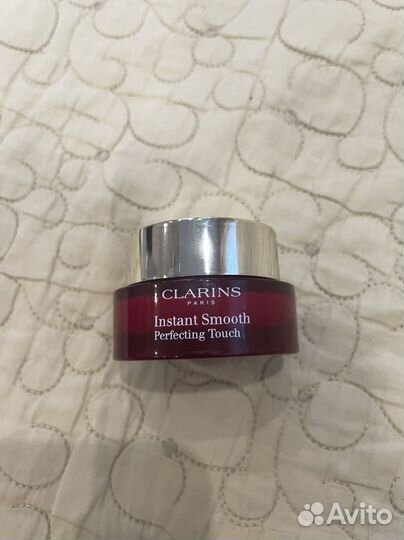 CLARINS
PARIS
Instant Smooth
Perfecting Touch
Avito